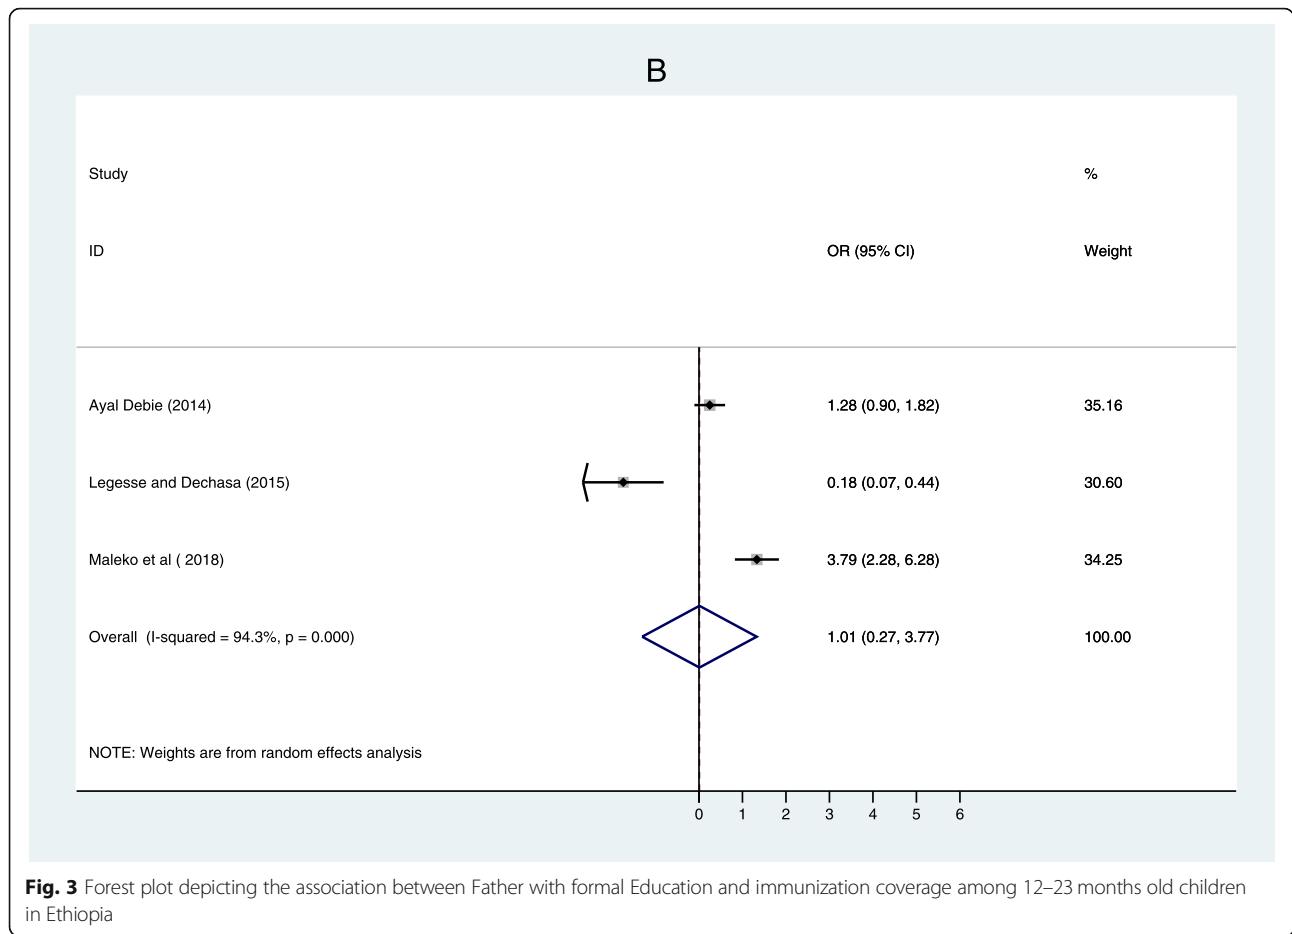 B
Study %
ID OR (95% CI) Weight
Ayal Debie (2014) 1.28 (0.90, 1.82) 35.16
Legesse and Dechasa (2015) 0.18 (0.07, 0.44) 30.60
Maleko et al ( 2018) 3.79 (2.28, 6.28) 34.25
Overall (I-squared = 94.3%, p = 0.000) 1.01 (0.27, 3.77) 100.00
NOTE: Weights are from random effects analysis
0 1 2 3 4 5 6
Fig. 3 Forest plot depicting the association between Father with formal Education and immunization coverage among 12–23 months old children
in Ethiopia